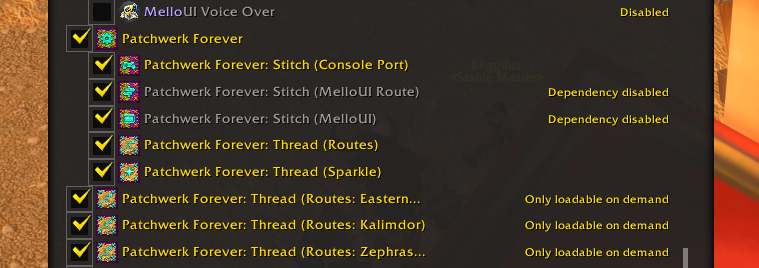 MelloUI Voice Over Disabled
Patchwerk Forever
Patchwerk Forever: Stitch (Console Port)
Patchwerk Forever: Stitch (MelloUI Route) Dependency disabled
Patchwerk Forever: Stitch (MelloUI) Dependency disabled
Patchwerk Forever: Thread (Routes)
Patchwerk Forever: Thread (Sparkle)
Patchwerk Forever: Thread (Routes: Eastern... Only loadable on demand
Patchwerk Forever: Thread (Routes: Kalimdor) Only loadable on demand
Patchwerk Forever: Thread (Routes: Zephras... Only loadable on demand
<Stable Master>